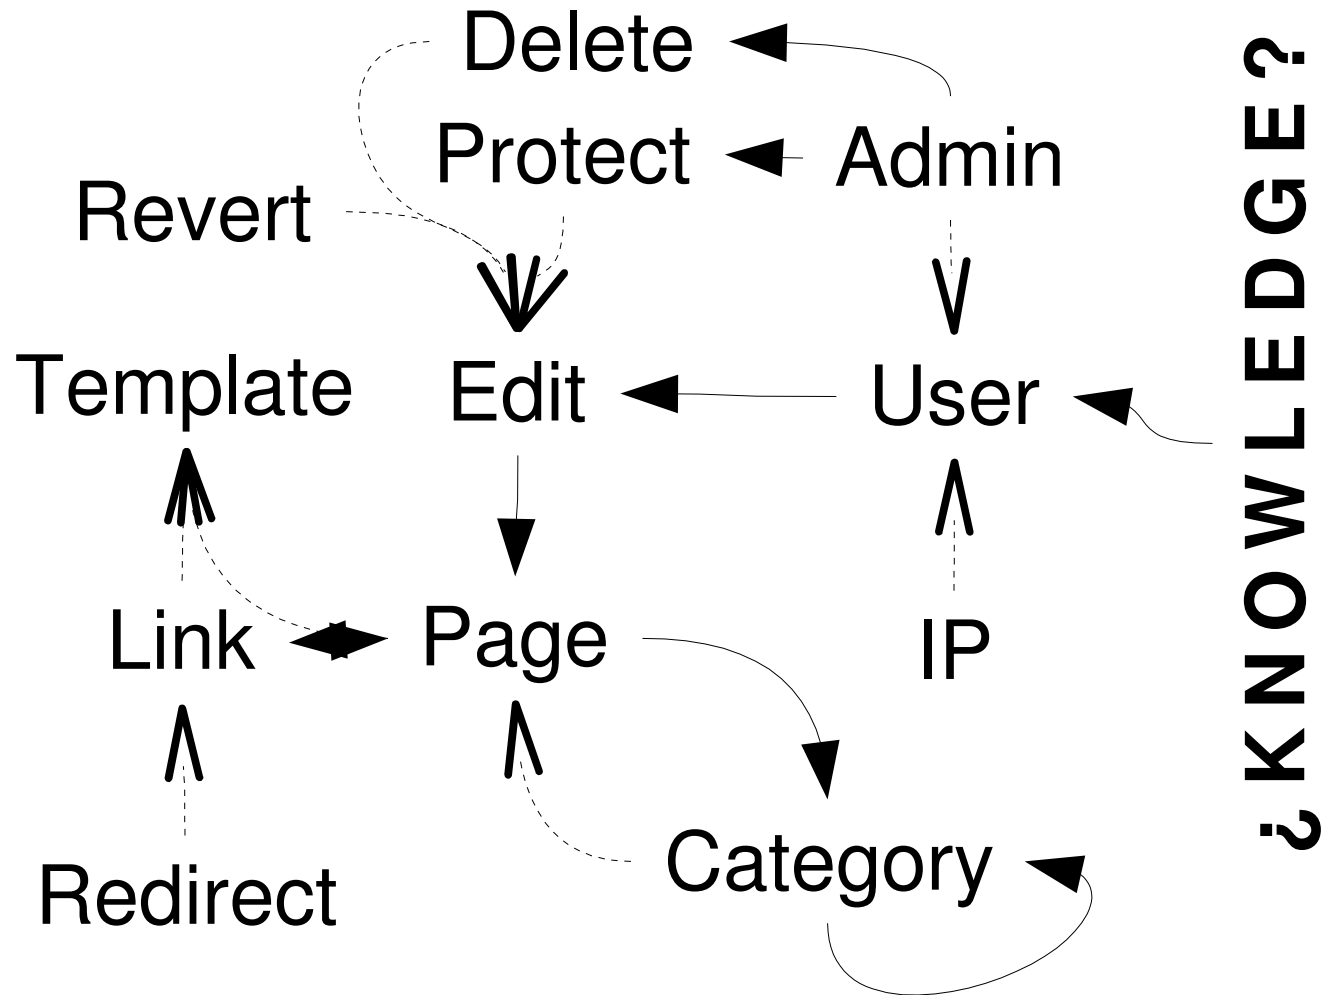 Delete
Protect
Admin
Revert
Template
Edit
User
Link
Page
IP
Category
Redirect
¿KNOWLEDGE?